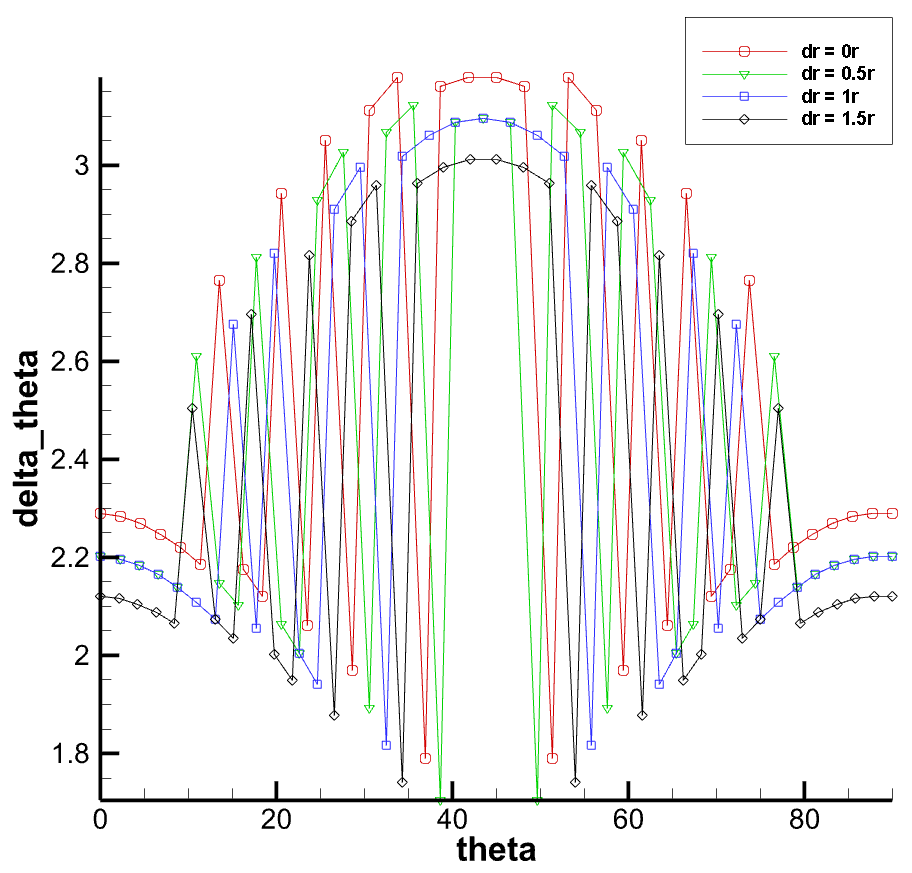 dr = 0r
dr = 0.5r
dr = 1r
dr = 1.5r
3
2.8
2.6
2.4
2.2
2
1.8
delta_theta
0 20 40 60 80
theta